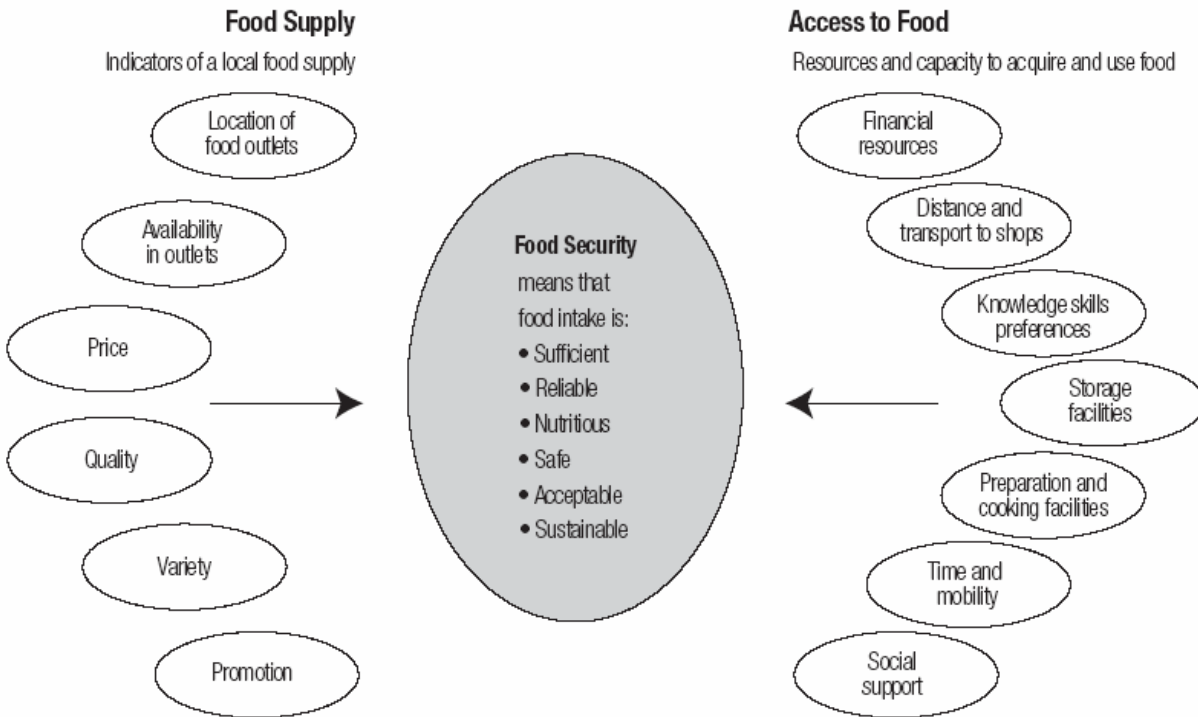 Food Supply
Indicators of a local food supply
Location of
food outlets
Availability
in outlets
Price
Quality
Variety
Promotion
Food Security
means that
food intake is:
• Sufficient
• Reliable
• Nutritious
• Safe
• Acceptable
• Sustainable
Access to Food
Resources and capacity to acquire and use food
Financial
resources
Distance and
transport to shops
Knowledge skills
preferences
Storage
facilities
Preparation and
cooking facilities
Time and
mobility
Social
support